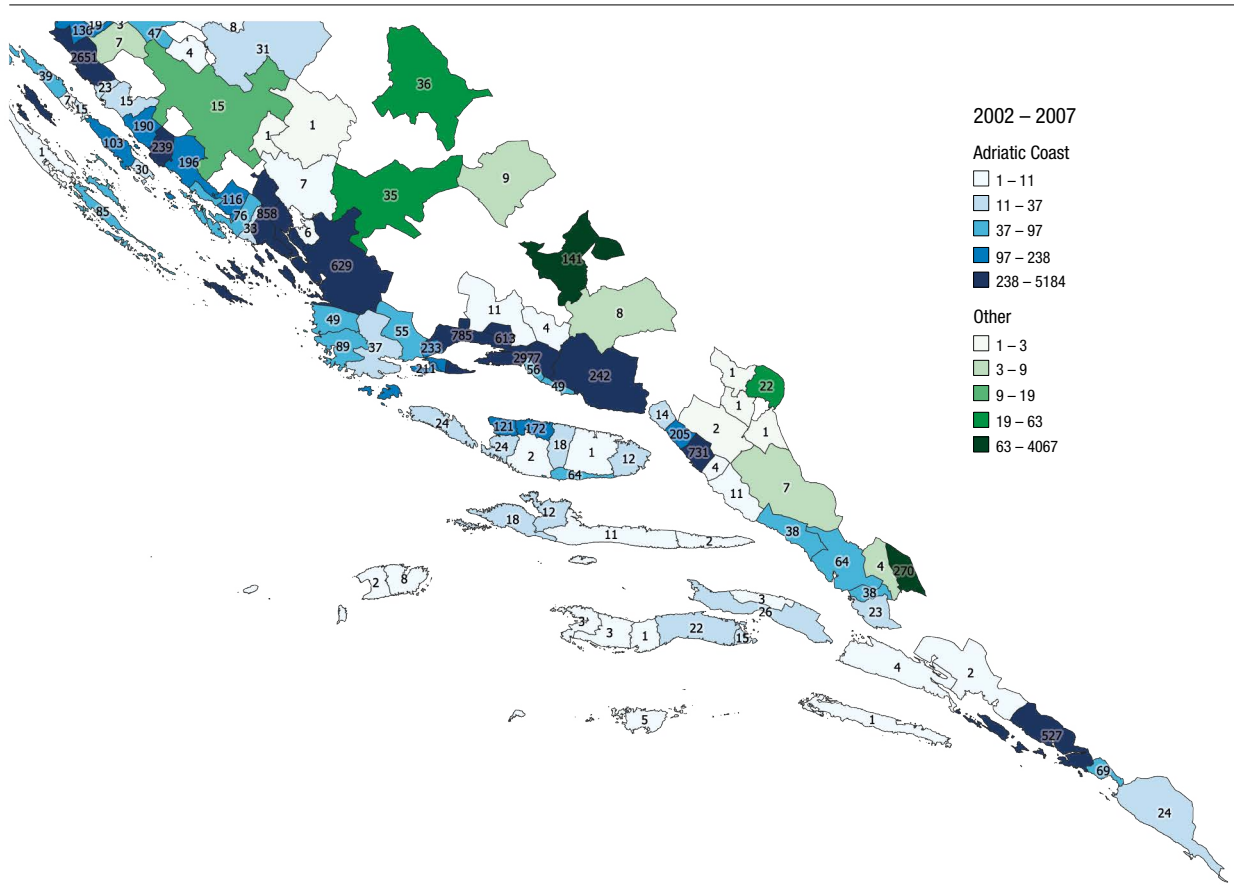 136 19 3 47 8
7 4 31
2651
39 23 36
7 15 15 15
190 1 1
103 239
1 196 9
30 7
116 35
85 76 858
33 6
141
629
11 8
49 55 4
785 613
89 37 233 2977
211 56 242
49
1 22
14 1
24 121 172 2 1
205
24 18 731
2 1 12 4
64 7
11
12
18 11 38
2
64 4 270
2 8
38
3 23
26
3 3 1 22 15
4 2
5 1
527
69
24
2002 – 2007
Adriatic Coast
1 – 11
11 – 37
37 – 97
97 – 238
238 – 5184
Other
1 – 3
3 – 9
9 – 19
19 – 63
63 – 4067